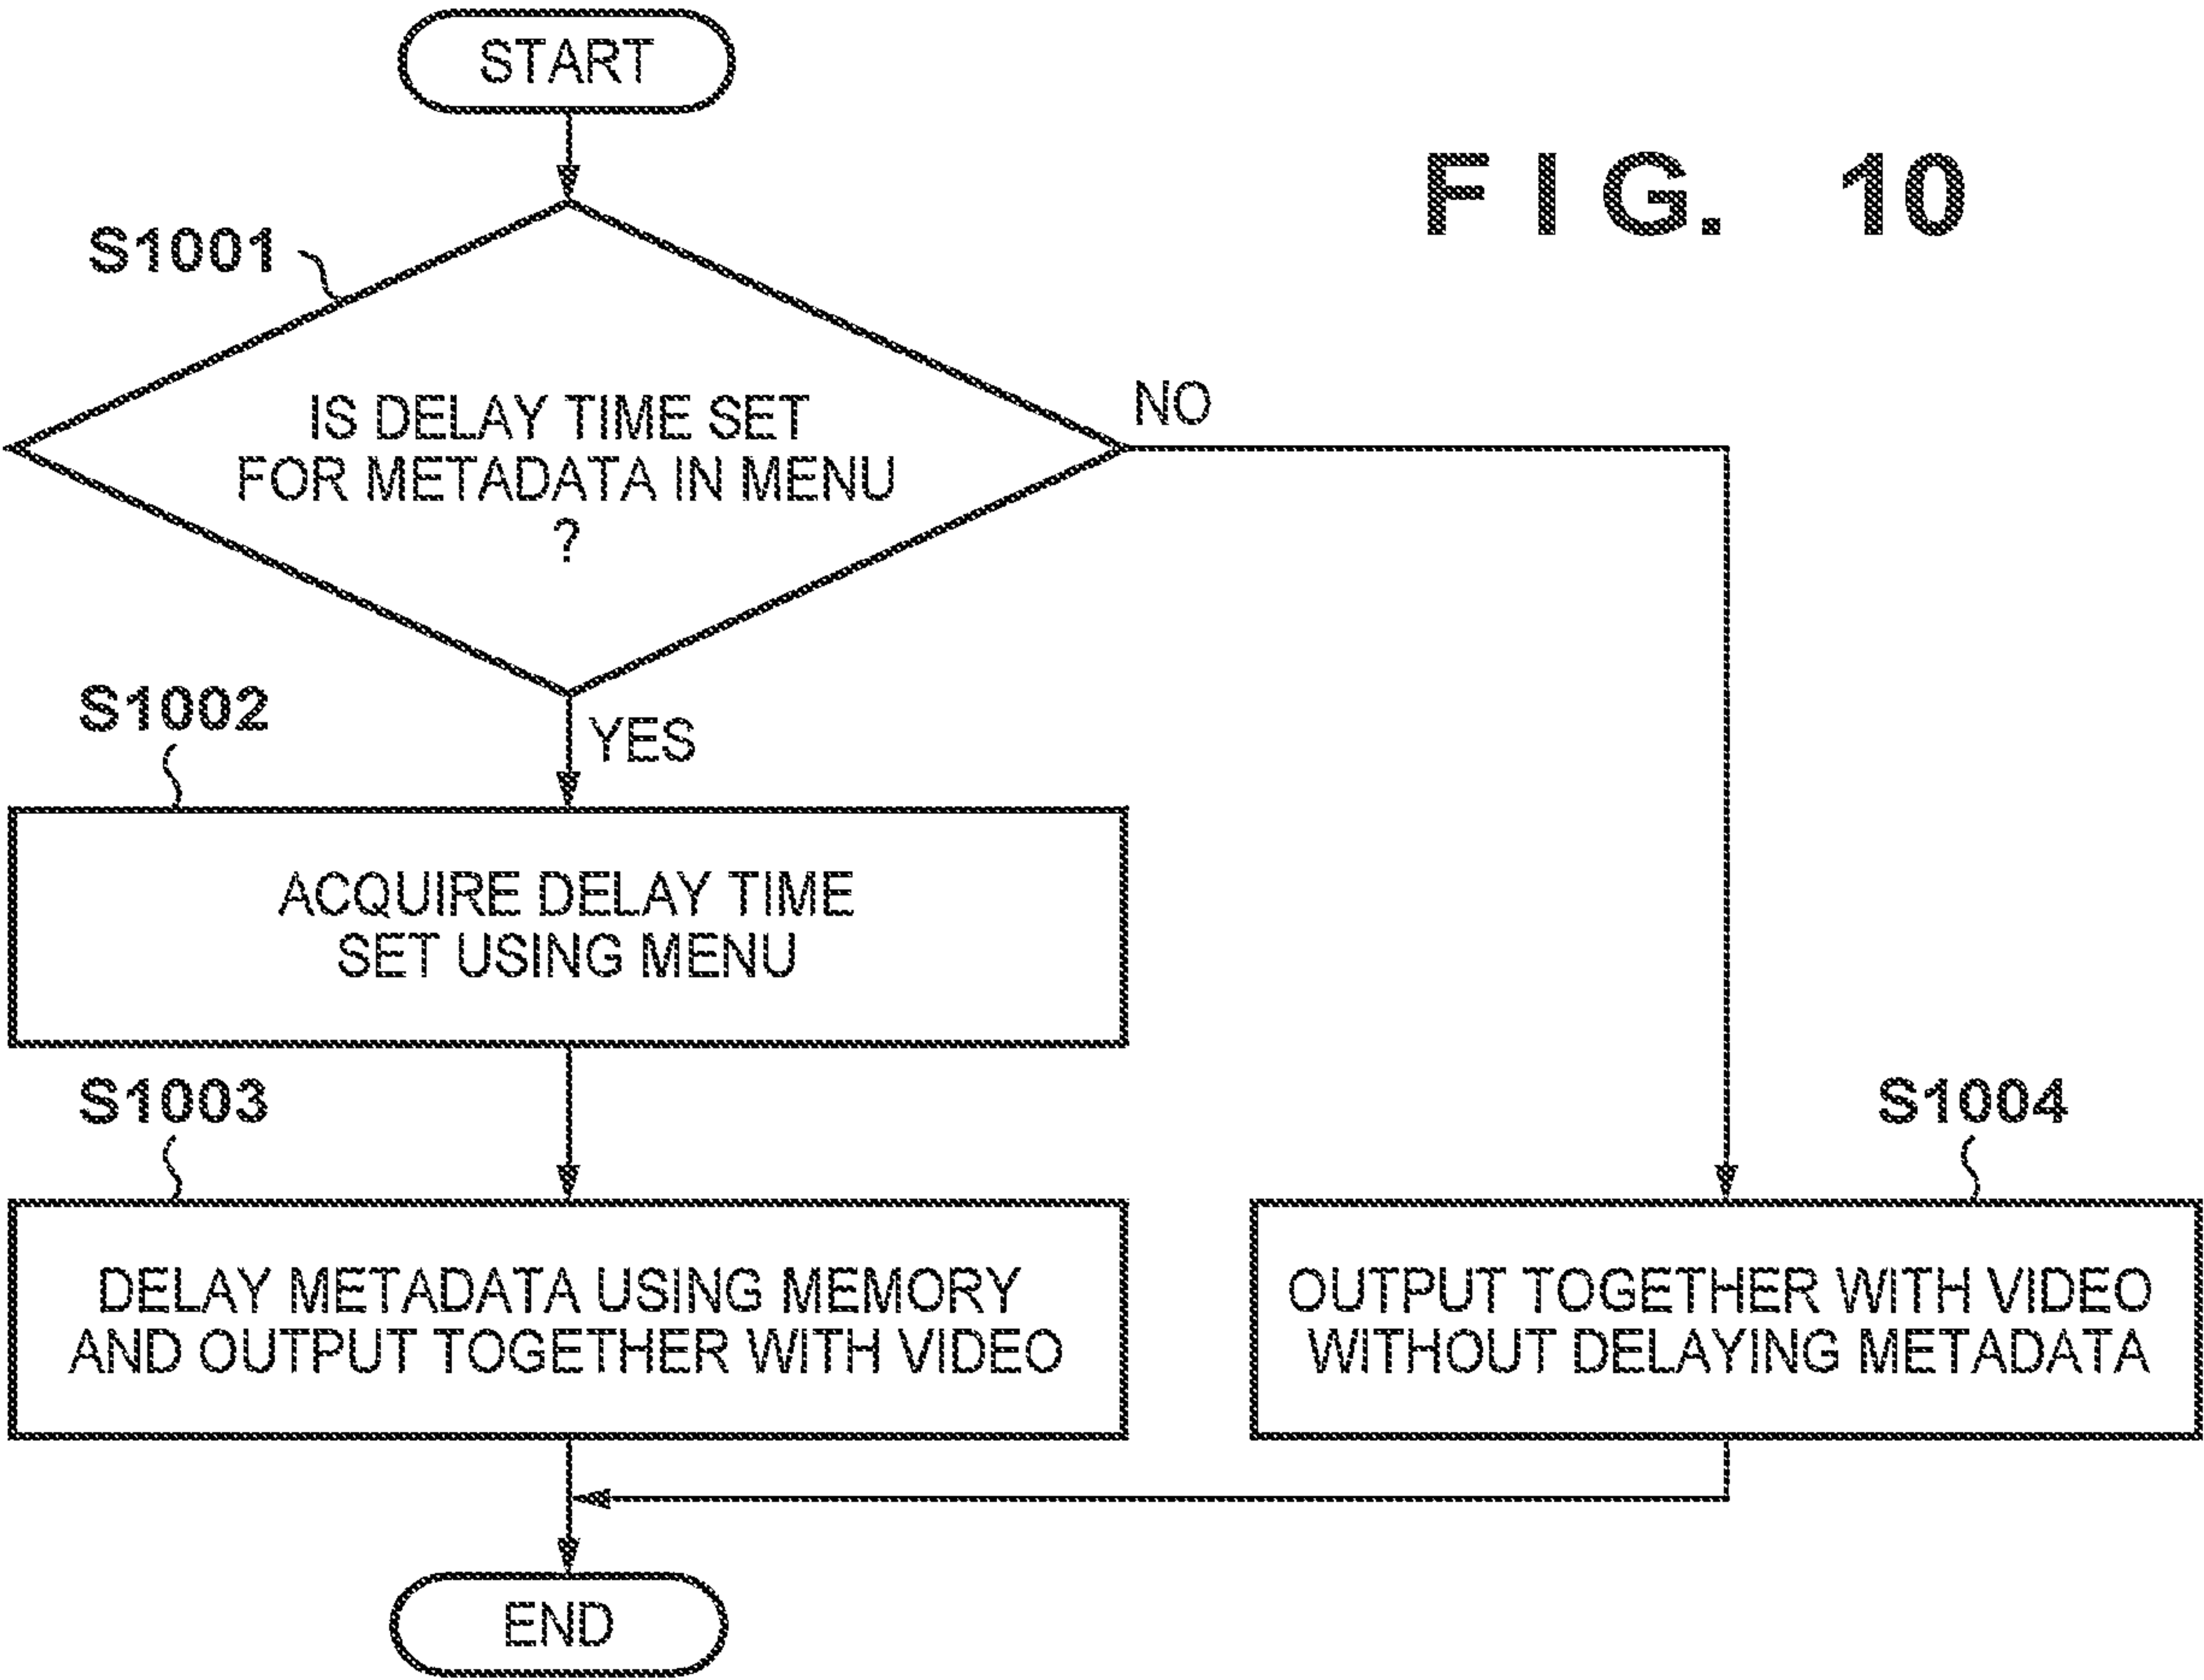 START
FIG. 10
S1001
IS DELAY TIME SET
FOR METADATA IN MENU
?
NO
YES
S1002
ACQUIRE DELAY TIME
SET USING MENU
S1003
DELAY METADATA USING MEMORY
AND OUTPUT TOGETHER WITH VIDEO
S1004
OUTPUT TOGETHER WITH VIDEO
WITHOUT DELAYING METADATA
END